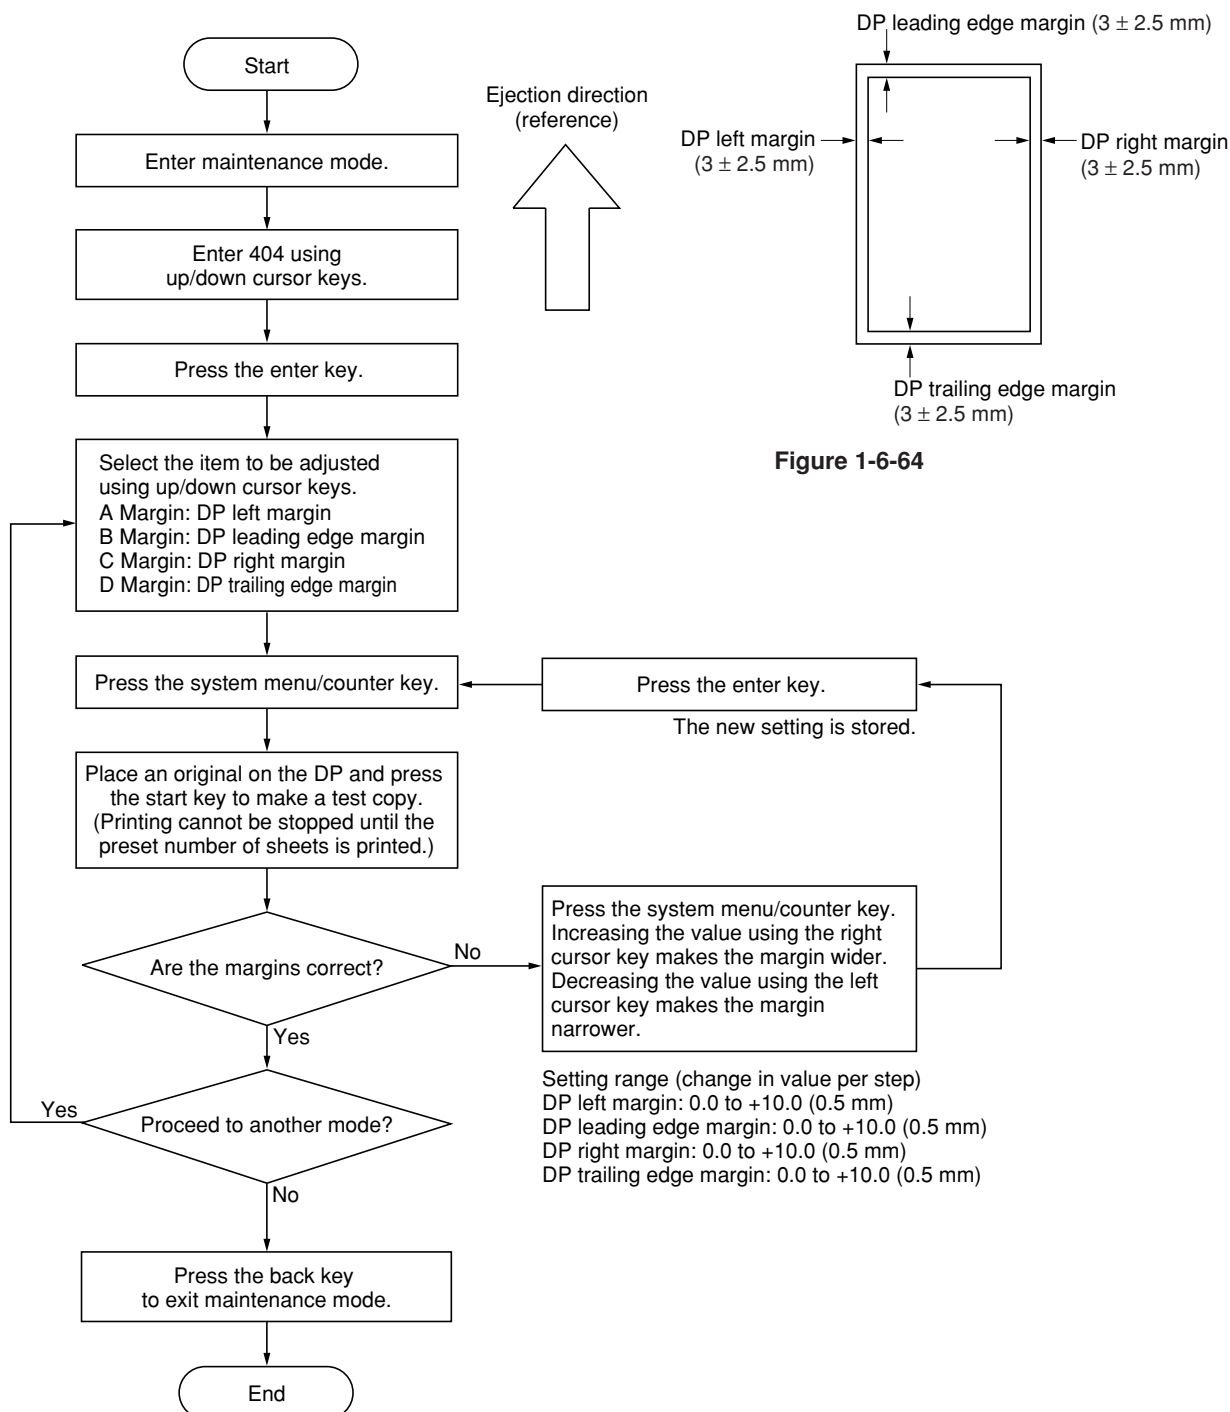 Start
Enter maintenance mode.
Enter 404 using
up/down cursor keys.
Press the enter key.
Select the item to be adjusted
using up/down cursor keys.
A Margin: DP left margin
B Margin: DP leading edge margin
C Margin: DP right margin
D Margin: DP trailing edge margin
Press the system menu/counter key.
Place an original on the DP and press
the start key to make a test copy.
(Printing cannot be stopped until the
preset number of sheets is printed.)
Are the margins correct?
No
Yes
Proceed to another mode?
Yes
No
Press the back key
to exit maintenance mode.
End
Press the enter key.
The new setting is stored.
Press the system menu/counter key.
Increasing the value using the right
cursor key makes the margin wider.
Decreasing the value using the left
cursor key makes the margin
narrower.
Setting range (change in value per step)
DP left margin: 0.0 to +10.0 (0.5 mm)
DP leading edge margin: 0.0 to +10.0 (0.5 mm)
DP right margin: 0.0 to +10.0 (0.5 mm)
DP trailing edge margin: 0.0 to +10.0 (0.5 mm)
Ejection direction
(reference)
DP leading edge margin (3 ± 2.5 mm)
DP left margin
(3 ± 2.5 mm)
DP right margin
(3 ± 2.5 mm)
DP trailing edge margin
(3 ± 2.5 mm)
Figure 1-6-64